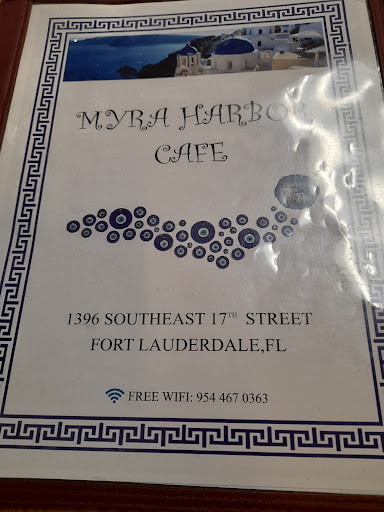 MYRA HARBOR
CAFE
1396 SOUTHEAST 17TH STREET
FORT LAUDERDALE,FL
FREE WIFI: 954 467 0363